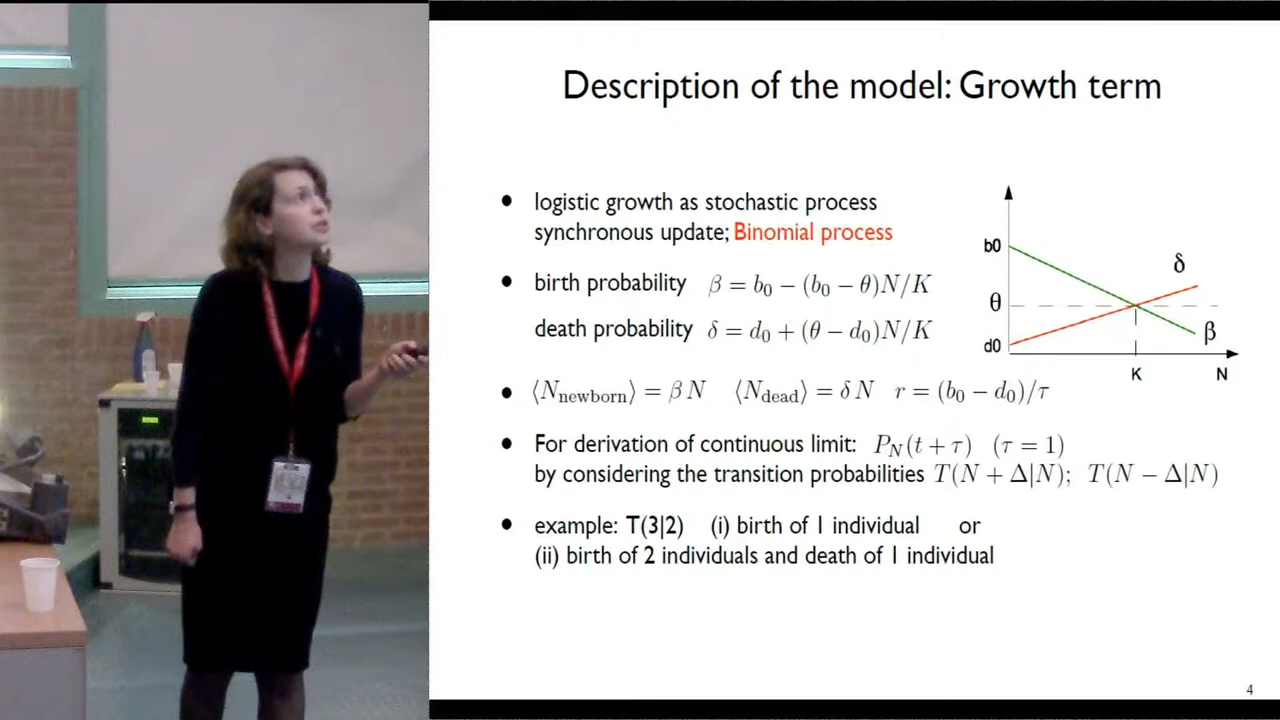 Description of the model: Growth term
• logistic growth as stochastic process
synchronous update; Binomial process
• birth probability β = b₀ − (b₀ − θ)N/K
death probability δ = d₀ + (θ − d₀)N/K
• ⟨N_newborn⟩ = β N ⟨N_dead⟩ = δ N r = (b₀ − d₀)/τ
• For derivation of continuous limit: P_N(t + τ) (τ = 1)
by considering the transition probabilities T(N + Δ|N); T(N − Δ|N)
• example: T(3|2) (i) birth of 1 individual or
(ii) birth of 2 individuals and death of 1 individual
b0
δ
θ
β
d0
K
N
4